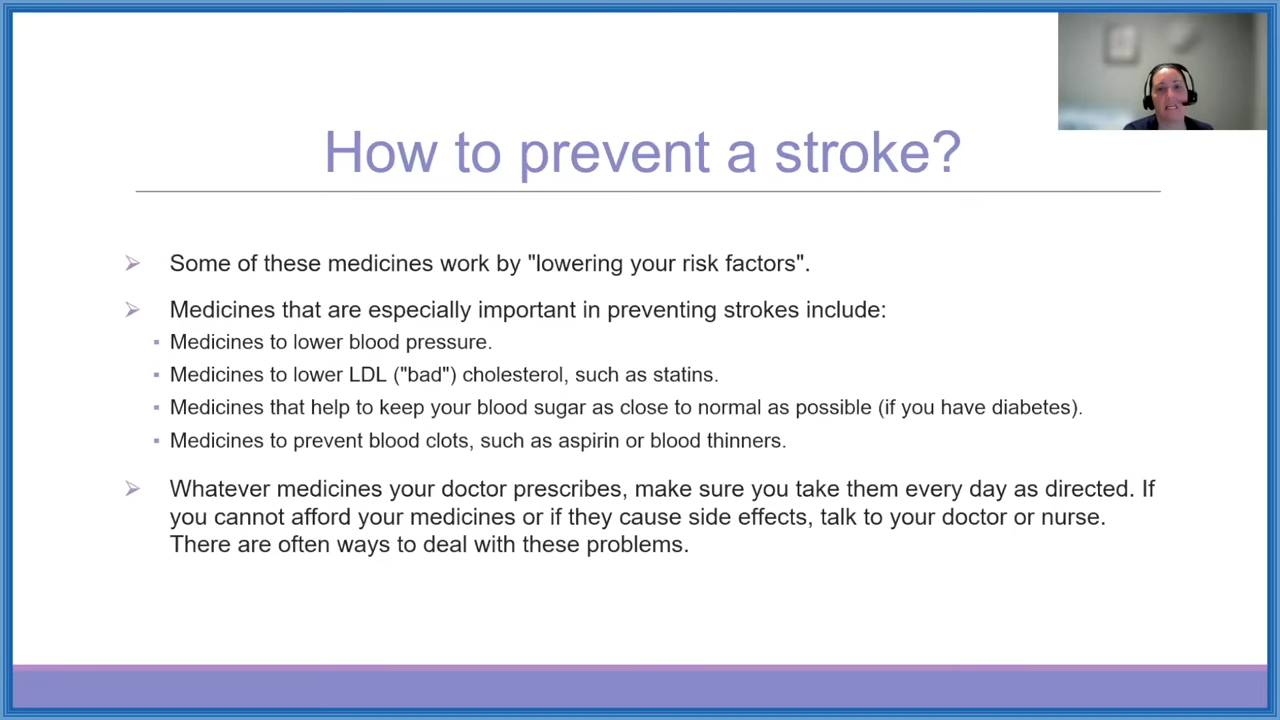 How to prevent a stroke?
Some of these medicines work by "lowering your risk factors".
Medicines that are especially important in preventing strokes include:
Medicines to lower blood pressure.
Medicines to lower LDL ("bad") cholesterol, such as statins.
Medicines that help to keep your blood sugar as close to normal as possible (if you have diabetes).
Medicines to prevent blood clots, such as aspirin or blood thinners.
Whatever medicines your doctor prescribes, make sure you take them every day as directed. If
you cannot afford your medicines or if they cause side effects, talk to your doctor or nurse.
There are often ways to deal with these problems.